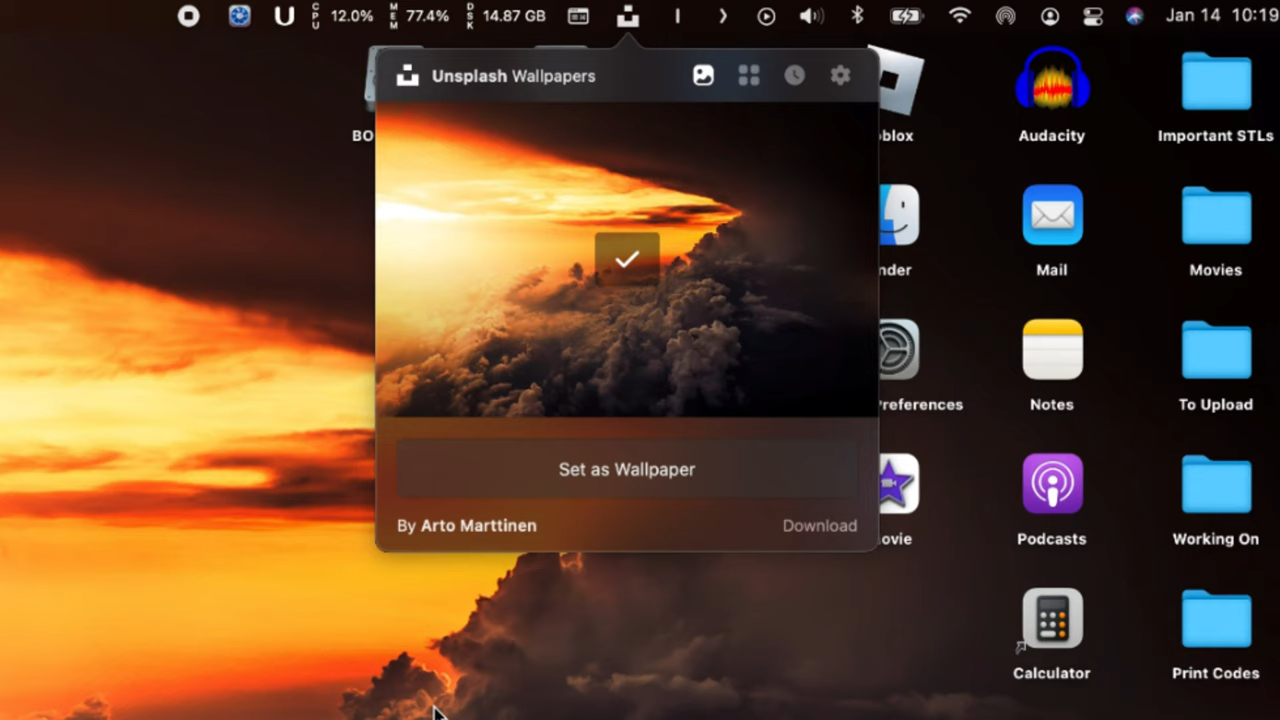 U CPU 12.0% MEM 77.4% DSK 14.87 GB Jan 14 10:19
Unsplash Wallpapers
BO
oblox
Audacity
Important STLs
nder
Mail
Movies
references
Notes
To Upload
Set as Wallpaper
By Arto Marttinen
Download
ovie
Podcasts
Working On
Calculator
Print Codes